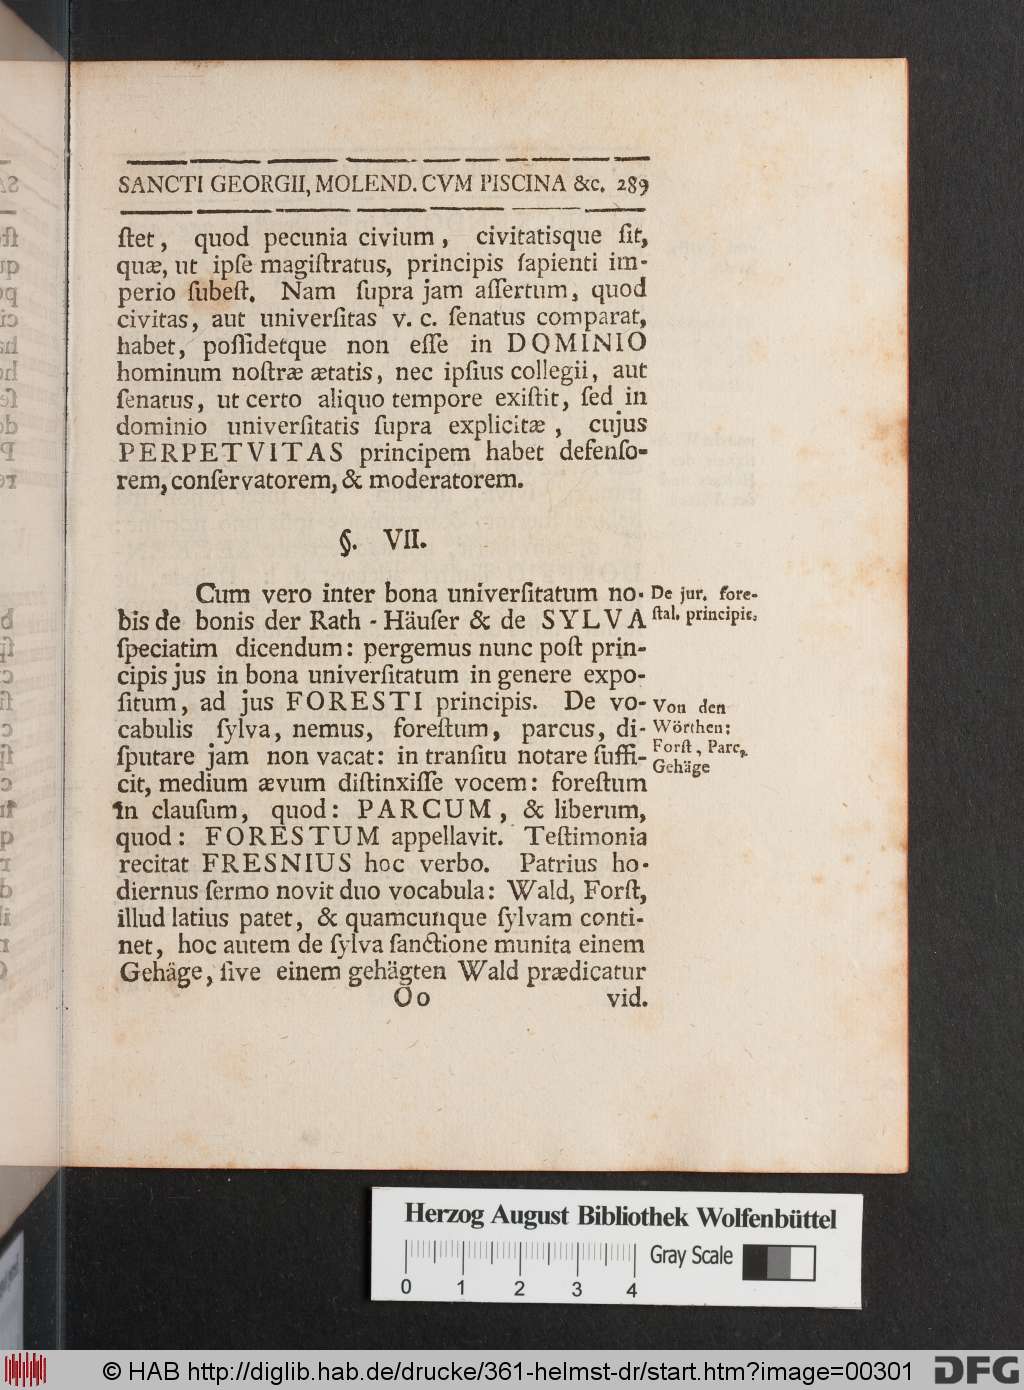 SANCTI GEORGII, MOLEND. CVM PISCINA &c. 289
ſtet, quod pecunia civium, civitatisque ſit,
quæ, ut ipſe magiſtratus, principis ſapienti im-
perio ſubeſt. Nam ſupra jam aſſertum, quod
civitas, aut univerſitas v. c. ſenatus comparat,
habet, poſſidetque non eſſe in DOMINIO
hominum noſtræ ætatis, nec ipſius collegii, aut
ſenatus, ut certo aliquo tempore exiſtit, ſed in
dominio univerſitatis ſupra explicitæ, cujus
PERPETVITAS principem habet defenſo-
rem, conſervatorem, & moderatorem.
§. VII.
Cum vero inter bona univerſitatum no-
bis de bonis der Rath-Häuſer & de SYLVA
ſpeciatim dicendum: pergemus nunc poſt prin-
cipis jus in bona univerſitatum in genere expo-
ſitum, ad jus FORESTI principis. De vo-
cabulis ſylva, nemus, foreſtum, parcus, di-
ſputare jam non vacat: in tranſitu notare ſuffi-
cit, medium ævum diſtinxiſſe vocem: foreſtum
in clauſum, quod: PARCUM, & liberum,
quod: FORESTUM appellavit. Teſtimonia
recitat FRESNIUS hoc verbo. Patrius ho-
diernus ſermo novit duo vocabula: Wald, Forſt,
illud latius patet, & quamcunque ſylvam conti-
net, hoc autem de ſylva ſanctione munita einem
Gehäge, ſive einem gehägten Wald prædicatur
Oo vid.
De jur. fore-
ſtal. principis.
Von den
Wörthen:
Forſt, Parc,
Gehäge
Herzog August Bibliothek Wolfenbüttel
Gray Scale
0 1 2 3 4
© HAB http://diglib.hab.de/drucke/361-helmst-dr/start.htm?image=00301
DFG